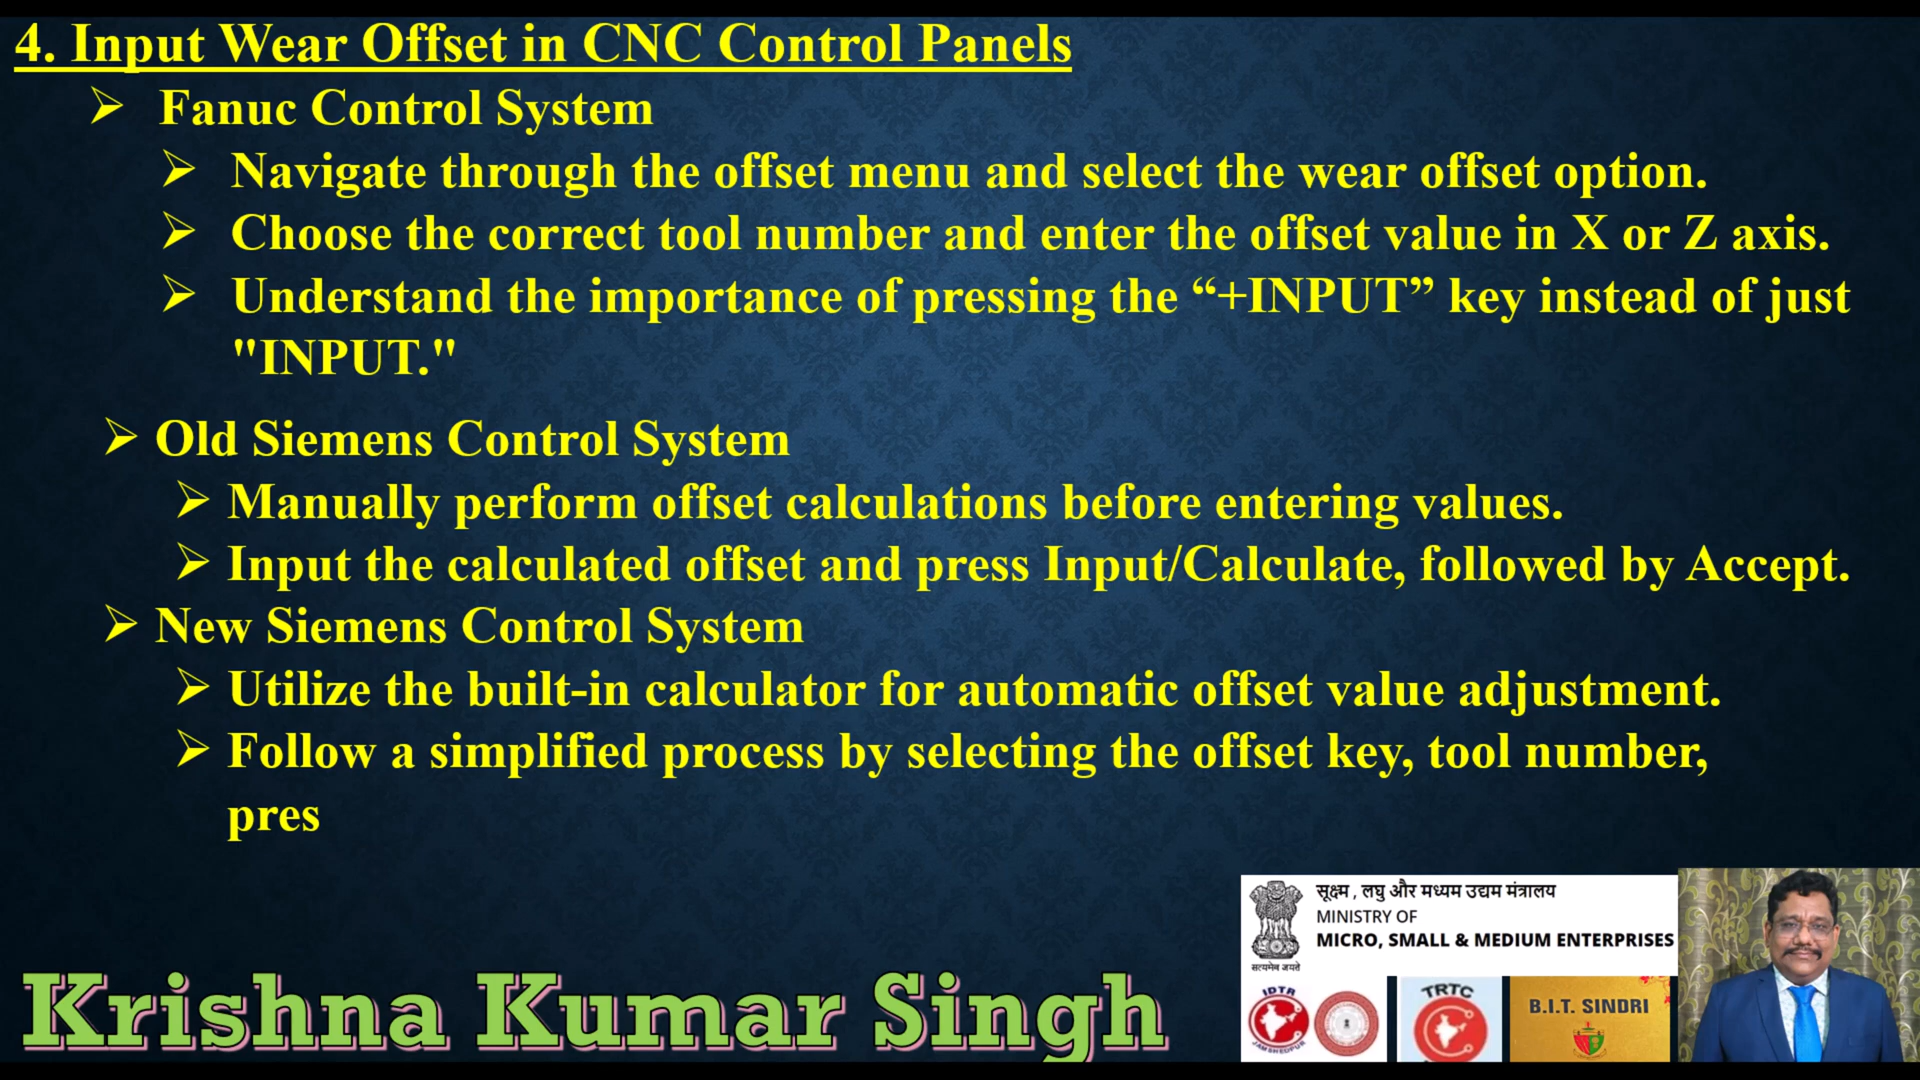 4. Input Wear Offset in CNC Control Panels
Fanuc Control System
Navigate through the offset menu and select the wear offset option.
Choose the correct tool number and enter the offset value in X or Z axis.
Understand the importance of pressing the “+INPUT” key instead of just
"INPUT."
Old Siemens Control System
Manually perform offset calculations before entering values.
Input the calculated offset and press Input/Calculate, followed by Accept.
New Siemens Control System
Utilize the built-in calculator for automatic offset value adjustment.
Follow a simplified process by selecting the offset key, tool number,
pres
सूक्ष्म , लघु और मध्यम उद्यम मंत्रालय
MINISTRY OF
MICRO, SMALL & MEDIUM ENTERPRISES
सत्यमेव जयते
Krishna Kumar Singh
IDTR
JAMSHEDPUR
TRTC
B.I.T. SINDRI